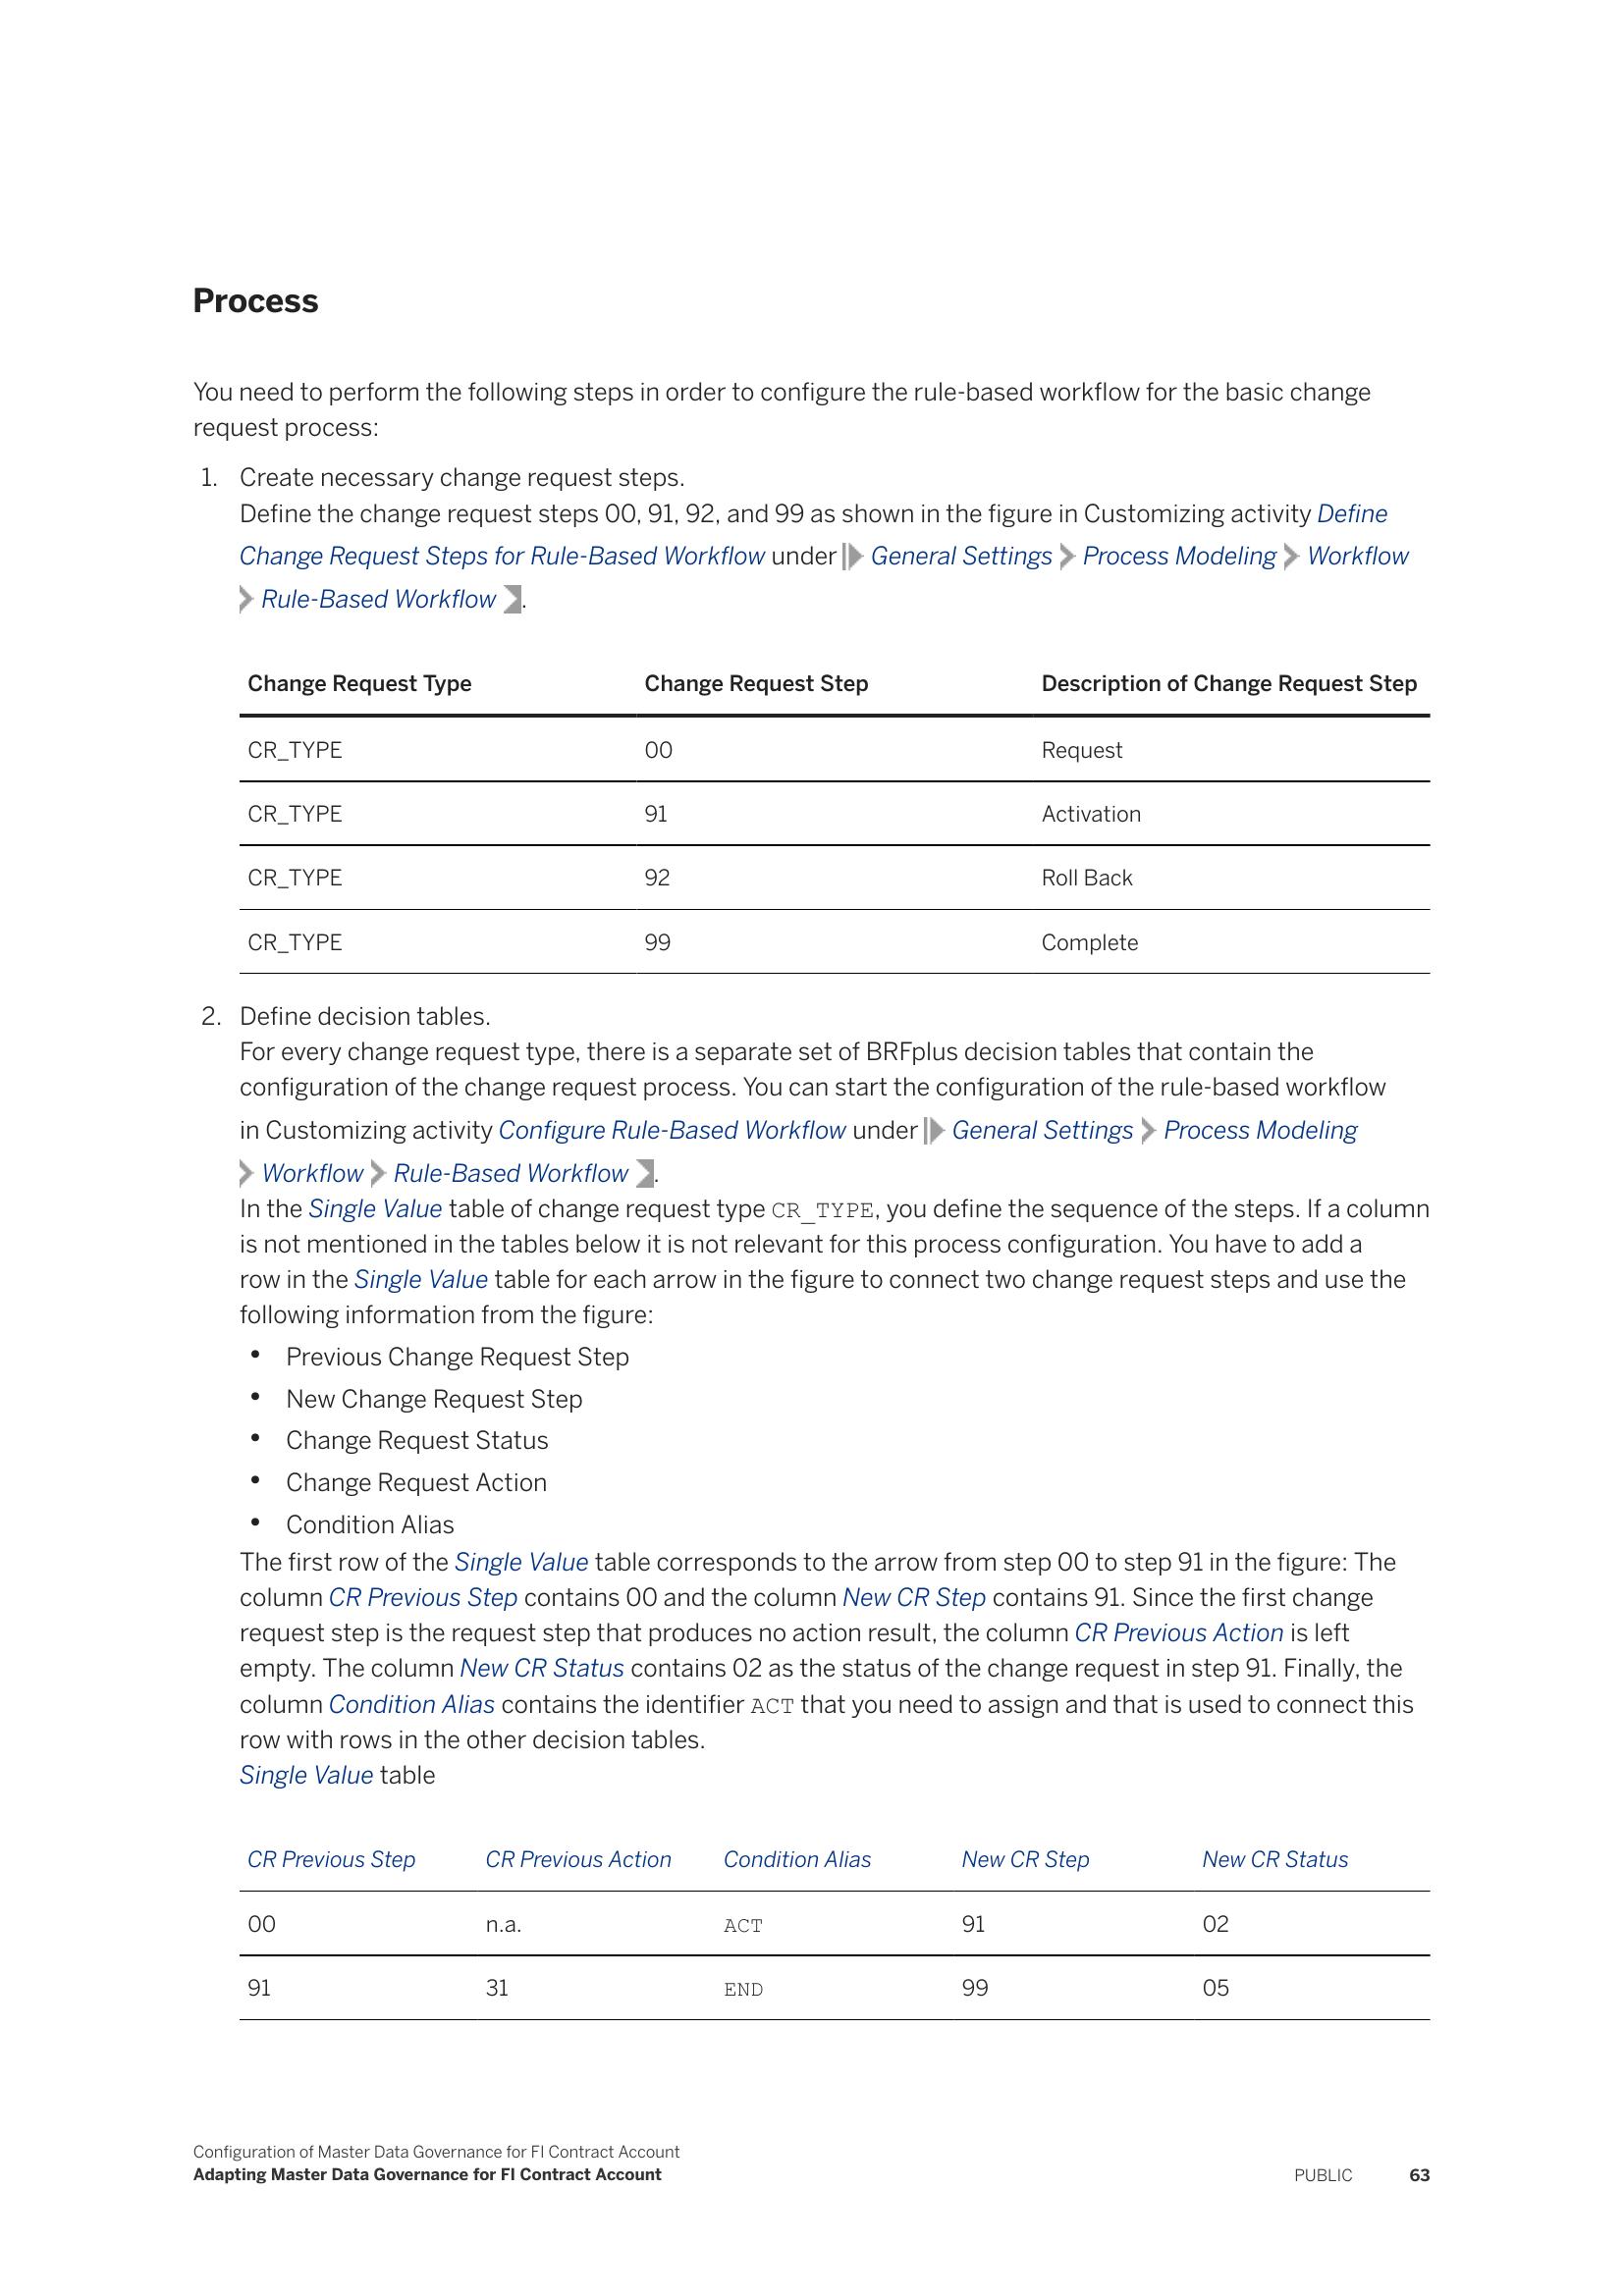 Process
You need to perform the following steps in order to configure the rule-based workflow for the basic change
request process:
1. Create necessary change request steps.
Define the change request steps 00, 91, 92, and 99 as shown in the figure in Customizing activity Define
Change Request Steps for Rule-Based Workflow under General Settings Process Modeling Workflow
Rule-Based Workflow .
Change Request Type Change Request Step Description of Change Request Step
CR_TYPE 00 Request
CR_TYPE 91 Activation
CR_TYPE 92 Roll Back
CR_TYPE 99 Complete
2. Define decision tables.
For every change request type, there is a separate set of BRFplus decision tables that contain the
configuration of the change request process. You can start the configuration of the rule-based workflow
in Customizing activity Configure Rule-Based Workflow under General Settings Process Modeling
Workflow Rule-Based Workflow .
In the Single Value table of change request type CR_TYPE, you define the sequence of the steps. If a column
is not mentioned in the tables below it is not relevant for this process configuration. You have to add a
row in the Single Value table for each arrow in the figure to connect two change request steps and use the
following information from the figure:
• Previous Change Request Step
• New Change Request Step
• Change Request Status
• Change Request Action
• Condition Alias
The first row of the Single Value table corresponds to the arrow from step 00 to step 91 in the figure: The
column CR Previous Step contains 00 and the column New CR Step contains 91. Since the first change
request step is the request step that produces no action result, the column CR Previous Action is left
empty. The column New CR Status contains 02 as the status of the change request in step 91. Finally, the
column Condition Alias contains the identifier ACT that you need to assign and that is used to connect this
row with rows in the other decision tables.
Single Value table
CR Previous Step CR Previous Action Condition Alias New CR Step New CR Status
00 n.a. ACT 91 02
91 31 END 99 05
Configuration of Master Data Governance for FI Contract Account
Adapting Master Data Governance for FI Contract Account PUBLIC 63